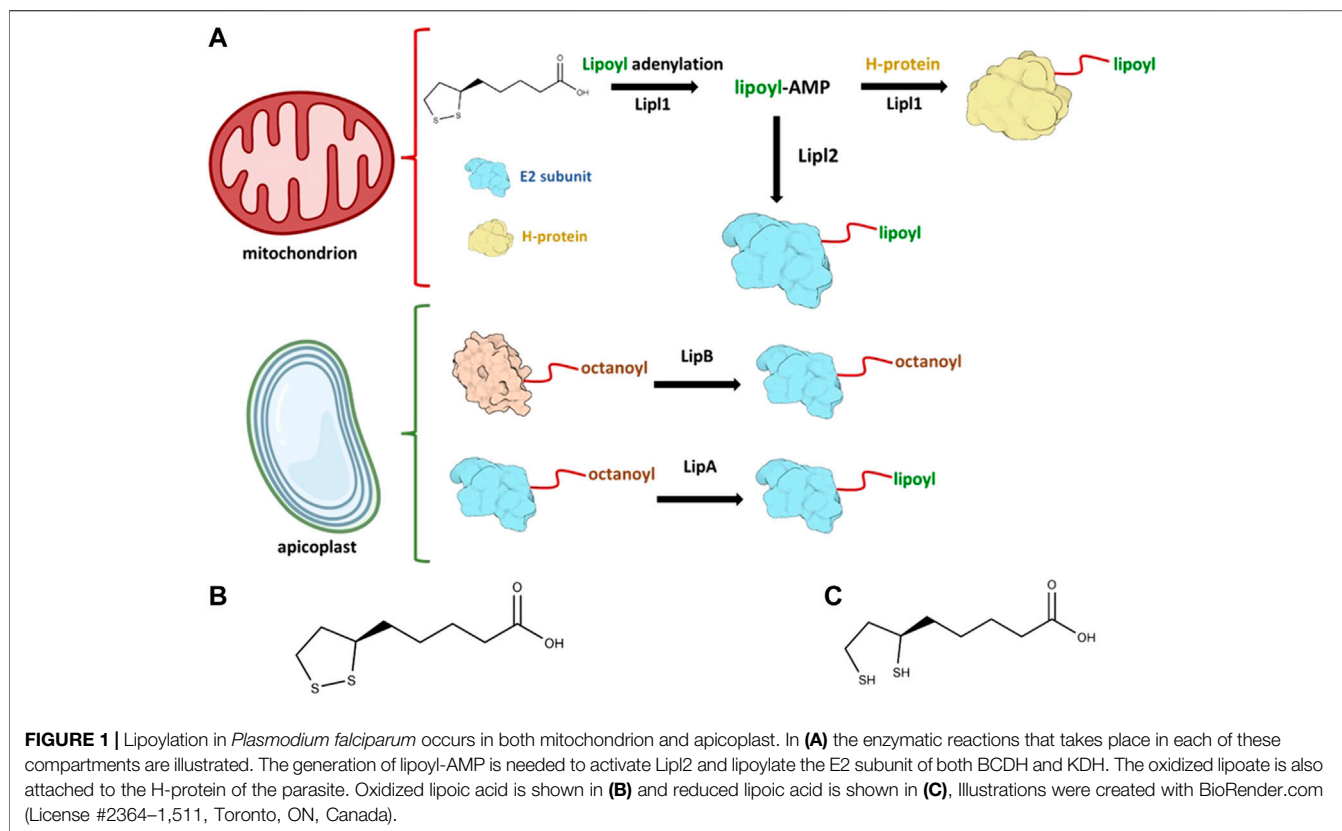 A
O
OH
S
S
Lipoyl adenylation
Lipl1
lipoyl-AMP
H-protein
Lipl1
lipoyl
Lipl2
E2 subunit
H-protein
lipoyl
mitochondrion
octanoyl
LipB
octanoyl
octanoyl
LipA
lipoyl
apicoplast
B
O
OH
S
S
C
O
OH
SH
SH
FIGURE 1 | Lipoylation in Plasmodium falciparum occurs in both mitochondrion and apicoplast. In (A) the enzymatic reactions that takes place in each of these
compartments are illustrated. The generation of lipoyl-AMP is needed to activate Lipl2 and lipoylate the E2 subunit of both BCDH and KDH. The oxidized lipoate is also
attached to the H-protein of the parasite. Oxidized lipoic acid is shown in (B) and reduced lipoic acid is shown in (C), Illustrations were created with BioRender.com
(License #2364–1,511, Toronto, ON, Canada).